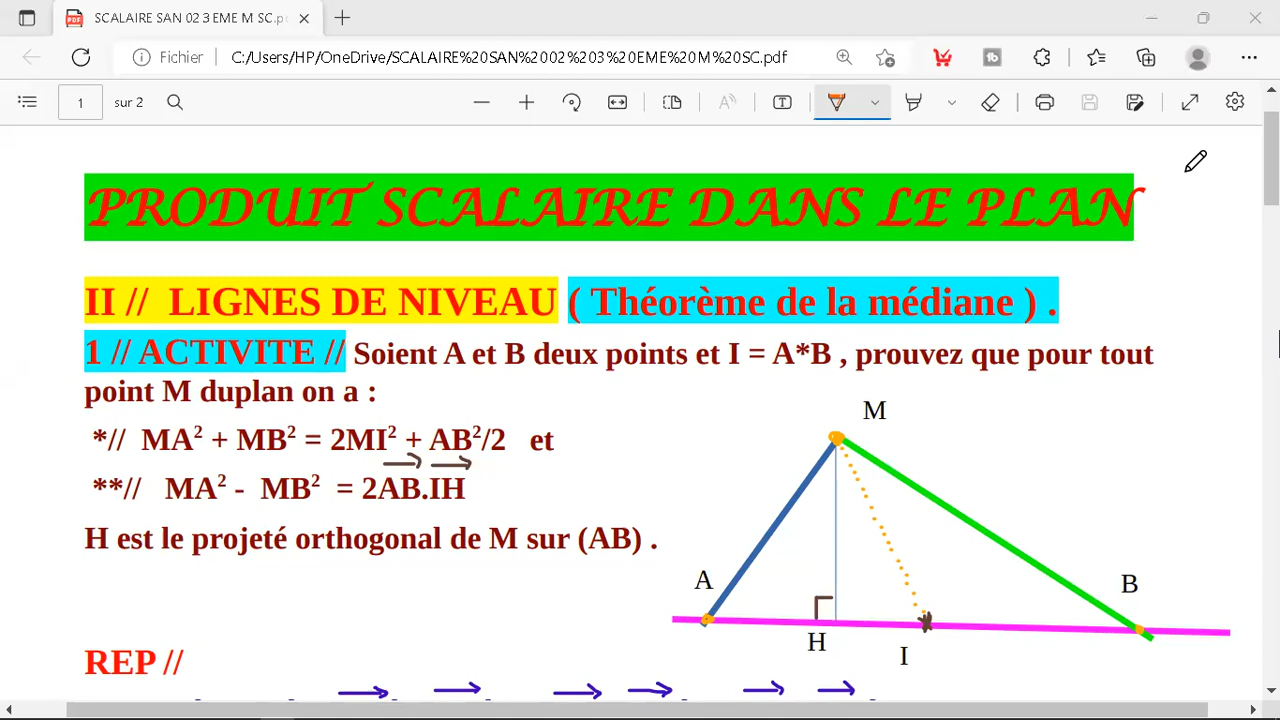 SCALAIRE SAN 02 3 EME M SC.p
Fichier C:/Users/HP/OneDrive/SCALAIRE%20SAN%2002%203%20EME%20M%20SC.pdf
1 sur 2
PRODUIT SCALAIRE DANS LE PLAN
II // LIGNES DE NIVEAU ( Théorème de la médiane ) .
1 // ACTIVITE // Soient A et B deux points et I = A*B , prouvez que pour tout
point M duplan on a :
*// MA² + MB² = 2MI² + AB²/2 et
**// MA² - MB² = 2AB.IH
H est le projeté orthogonal de M sur (AB) .
M
A
B
H
I
REP //